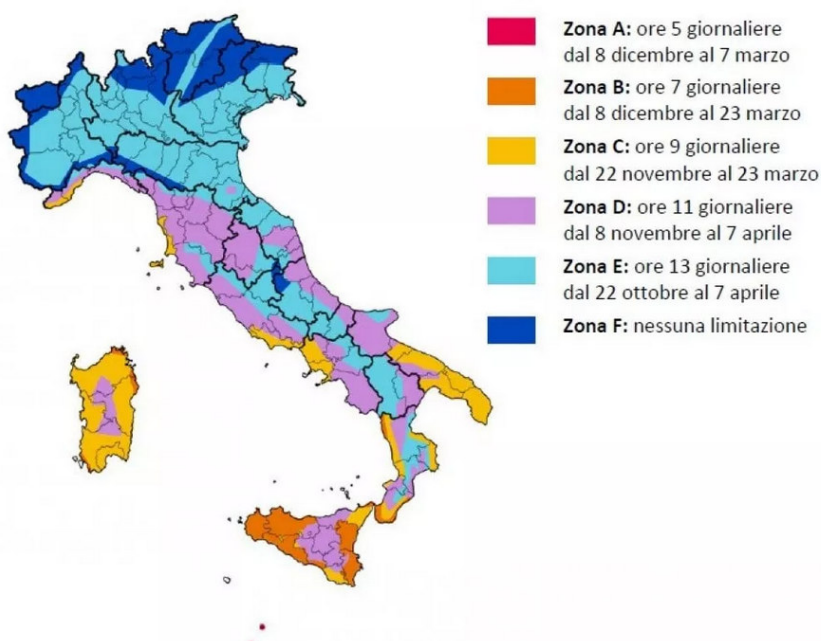 Zona A: ore 5 giornaliere
dal 8 dicembre al 7 marzo
Zona B: ore 7 giornaliere
dal 8 dicembre al 23 marzo
Zona C: ore 9 giornaliere
dal 22 novembre al 23 marzo
Zona D: ore 11 giornaliere
dal 8 novembre al 7 aprile
Zona E: ore 13 giornaliere
dal 22 ottobre al 7 aprile
Zona F: nessuna limitazione